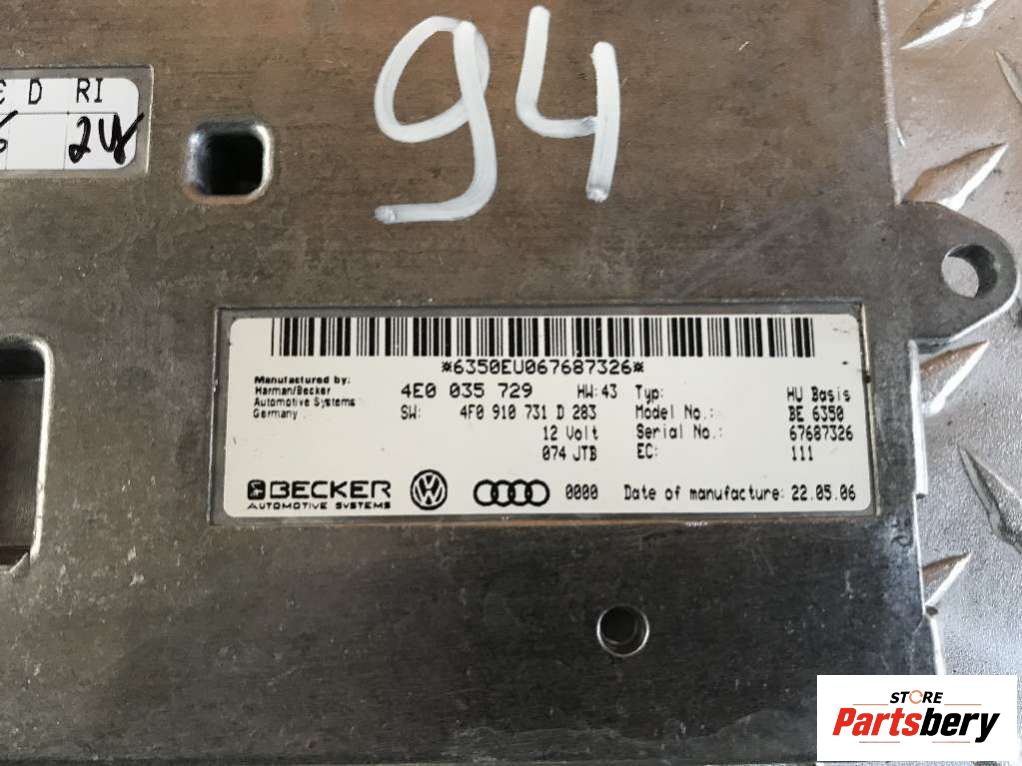 94
E D RI
24
*6350EU067687326*
Manufactured by:
Harman/Becker
Automotive Systems
Germany
4E0 035 729 HW:43
SW: 4F0 910 731 D 283
12 Volt
074 JTB
Typ: HU Basis
Model No.: BE 6350
Serial No.: 67687326
EC: 111
BECKER
AUTOMOTIVE SYSTEMS
0000 Date of manufacture: 22.05.06
STORE
Partsbery